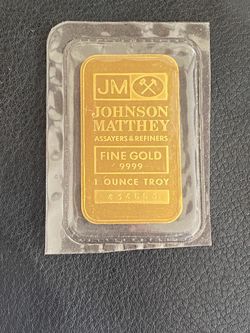 JM
JOHNSON
MATTHEY
ASSAYERS & REFINERS
FINE GOLD
9999
1 OUNCE TROY